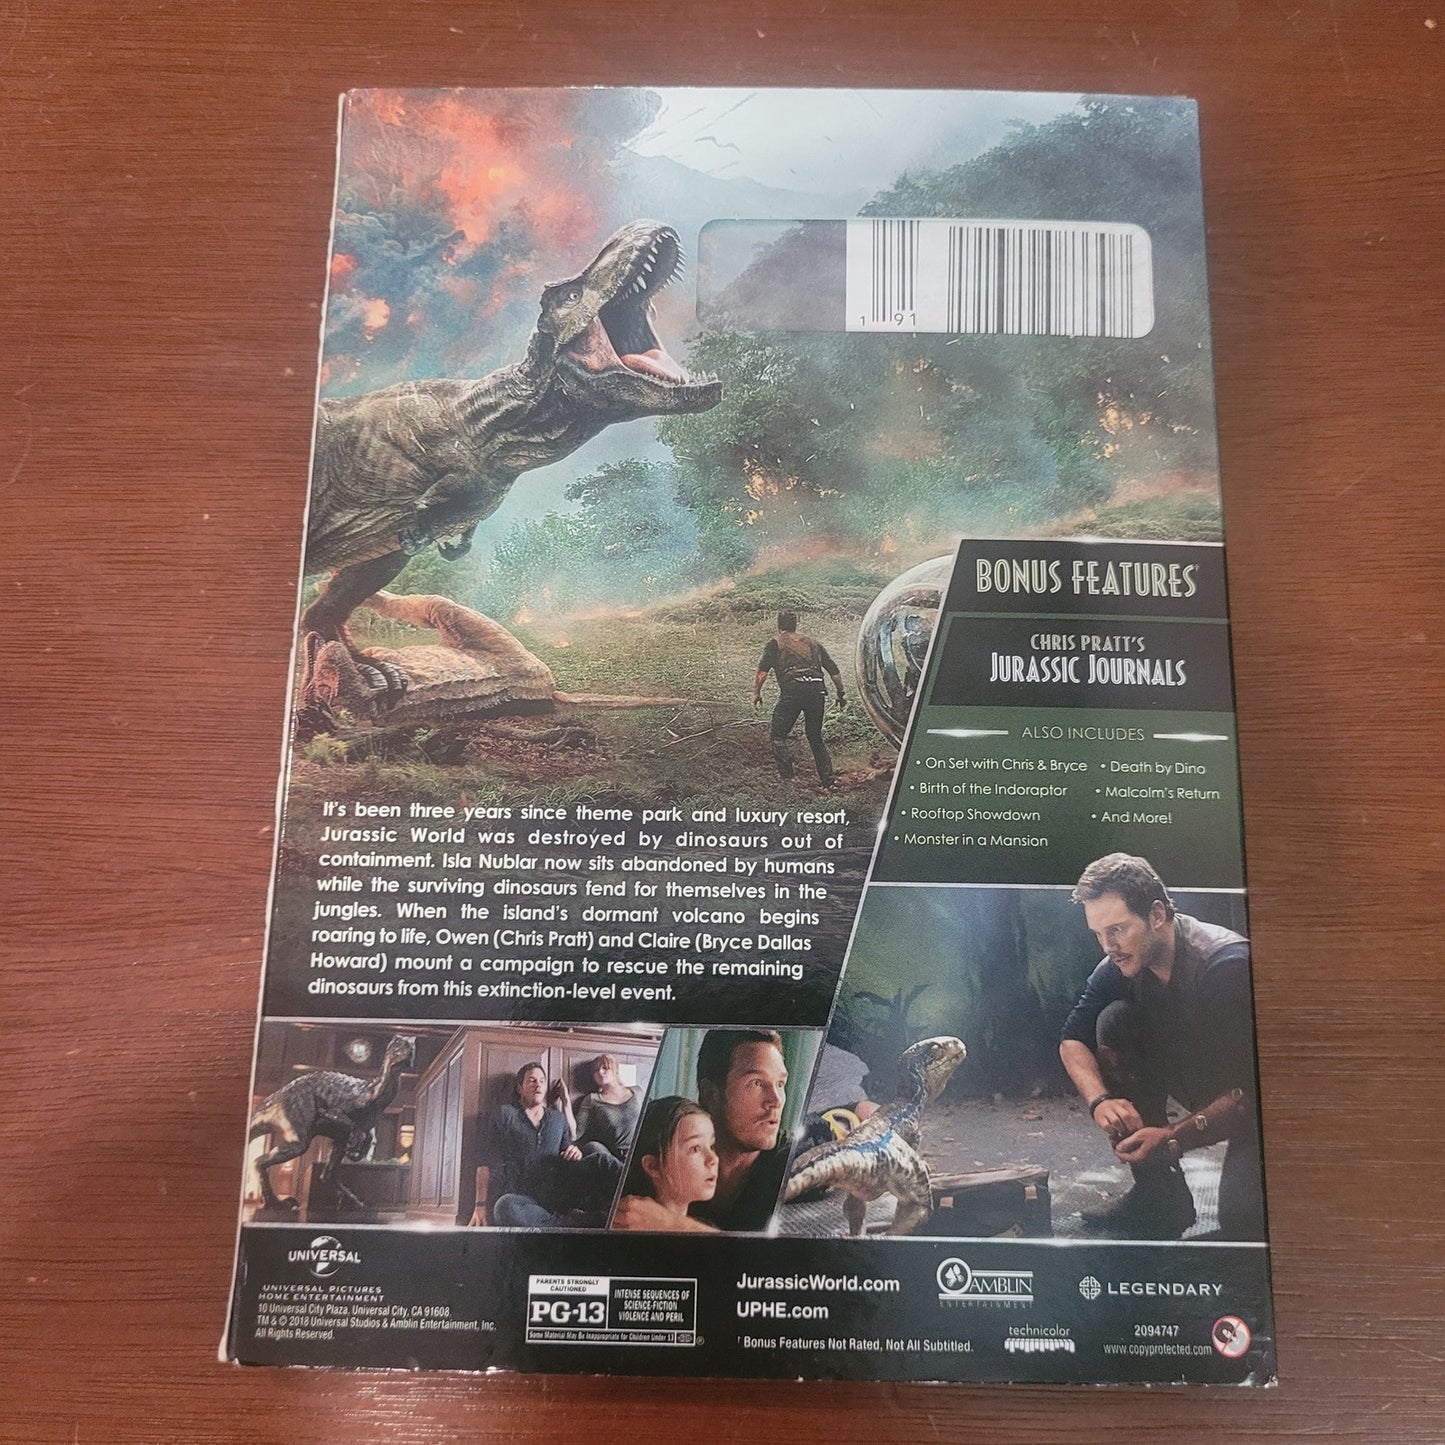 1 91
BONUS FEATURES†
CHRIS PRATT'S
JURASSIC JOURNALS
ALSO INCLUDES
• On Set with Chris & Bryce • Death by Dino
• Birth of the Indoraptor • Malcolm's Return
• Rooftop Showdown • And More!
• Monster in a Mansion
It's been three years since theme park and luxury resort,
Jurassic World was destroyed by dinosaurs out of
containment. Isla Nublar now sits abandoned by humans
while the surviving dinosaurs fend for themselves in the
jungles. When the island's dormant volcano begins
roaring to life, Owen (Chris Pratt) and Claire (Bryce Dallas
Howard) mount a campaign to rescue the remaining
dinosaurs from this extinction-level event.
UNIVERSAL
UNIVERSAL PICTURES
HOME ENTERTAINMENT
10 Universal City Plaza, Universal City, CA 91608.
TM & © 2018 Universal Studios & Amblin Entertainment, Inc.
All Rights Reserved.
PARENTS STRONGLY CAUTIONED
PG-13
INTENSE SEQUENCES OF
SCIENCE-FICTION
VIOLENCE AND PERIL
Some Material May Be Inappropriate for Children Under 13
®
JurassicWorld.com
UPHE.com
† Bonus Features Not Rated, Not All Subtitled.
AMBLIN
ENTERTAINMENT
LEGENDARY
technicolor
2094747
www.copyprotected.com